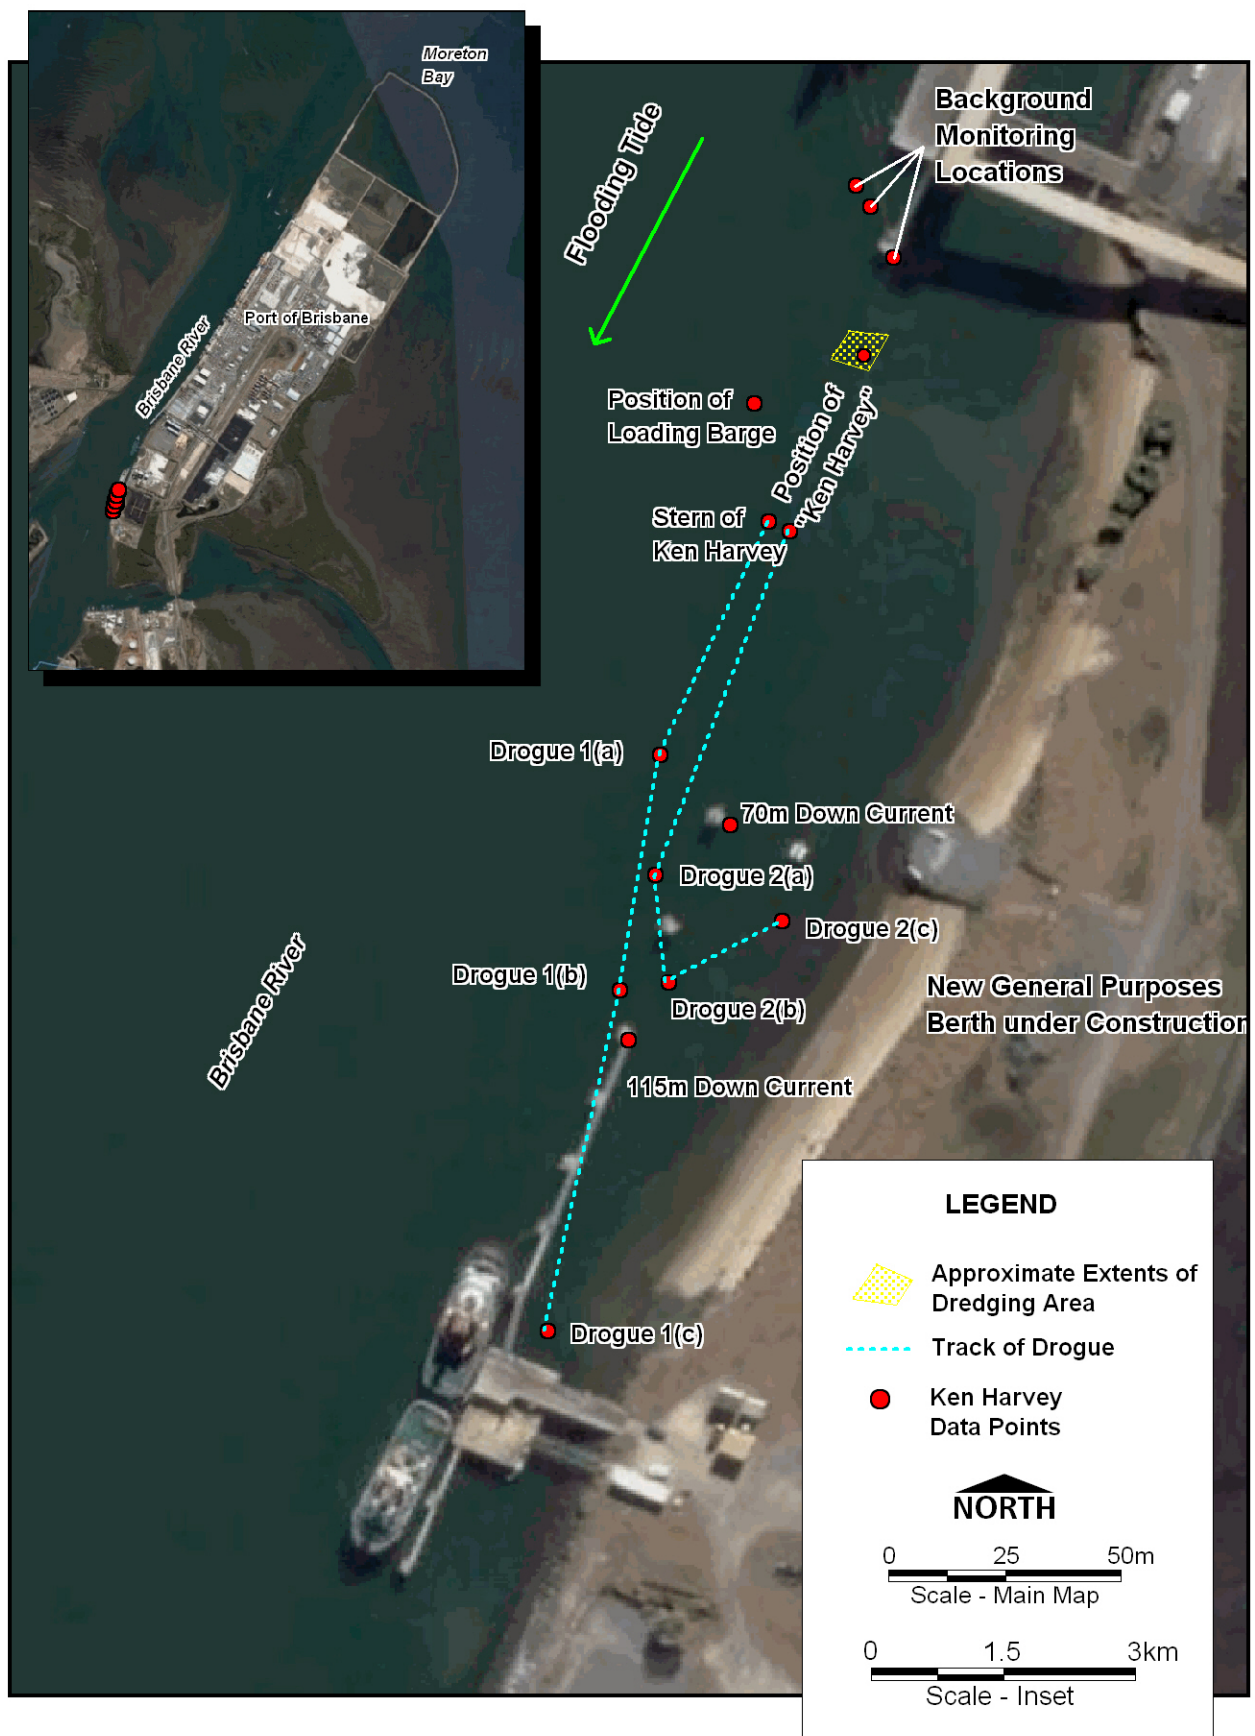 Moreton
Bay
Port of Brisbane
Brisbane River
Flooding Tide
Background
Monitoring
Locations
Position of
Loading Barge
Position of
"Ken Harvey"
Stern of
Ken Harvey
Drogue 1(a)
70m Down Current
Drogue 2(a)
Drogue 2(c)
Drogue 1(b)
Drogue 2(b)
New General Purposes
Berth under Construction
Brisbane River
115m Down Current
Drogue 1(c)
LEGEND
Approximate Extents of
Dredging Area
Track of Drogue
Ken Harvey
Data Points
NORTH
0 25 50m
Scale - Main Map
0 1.5 3km
Scale - Inset